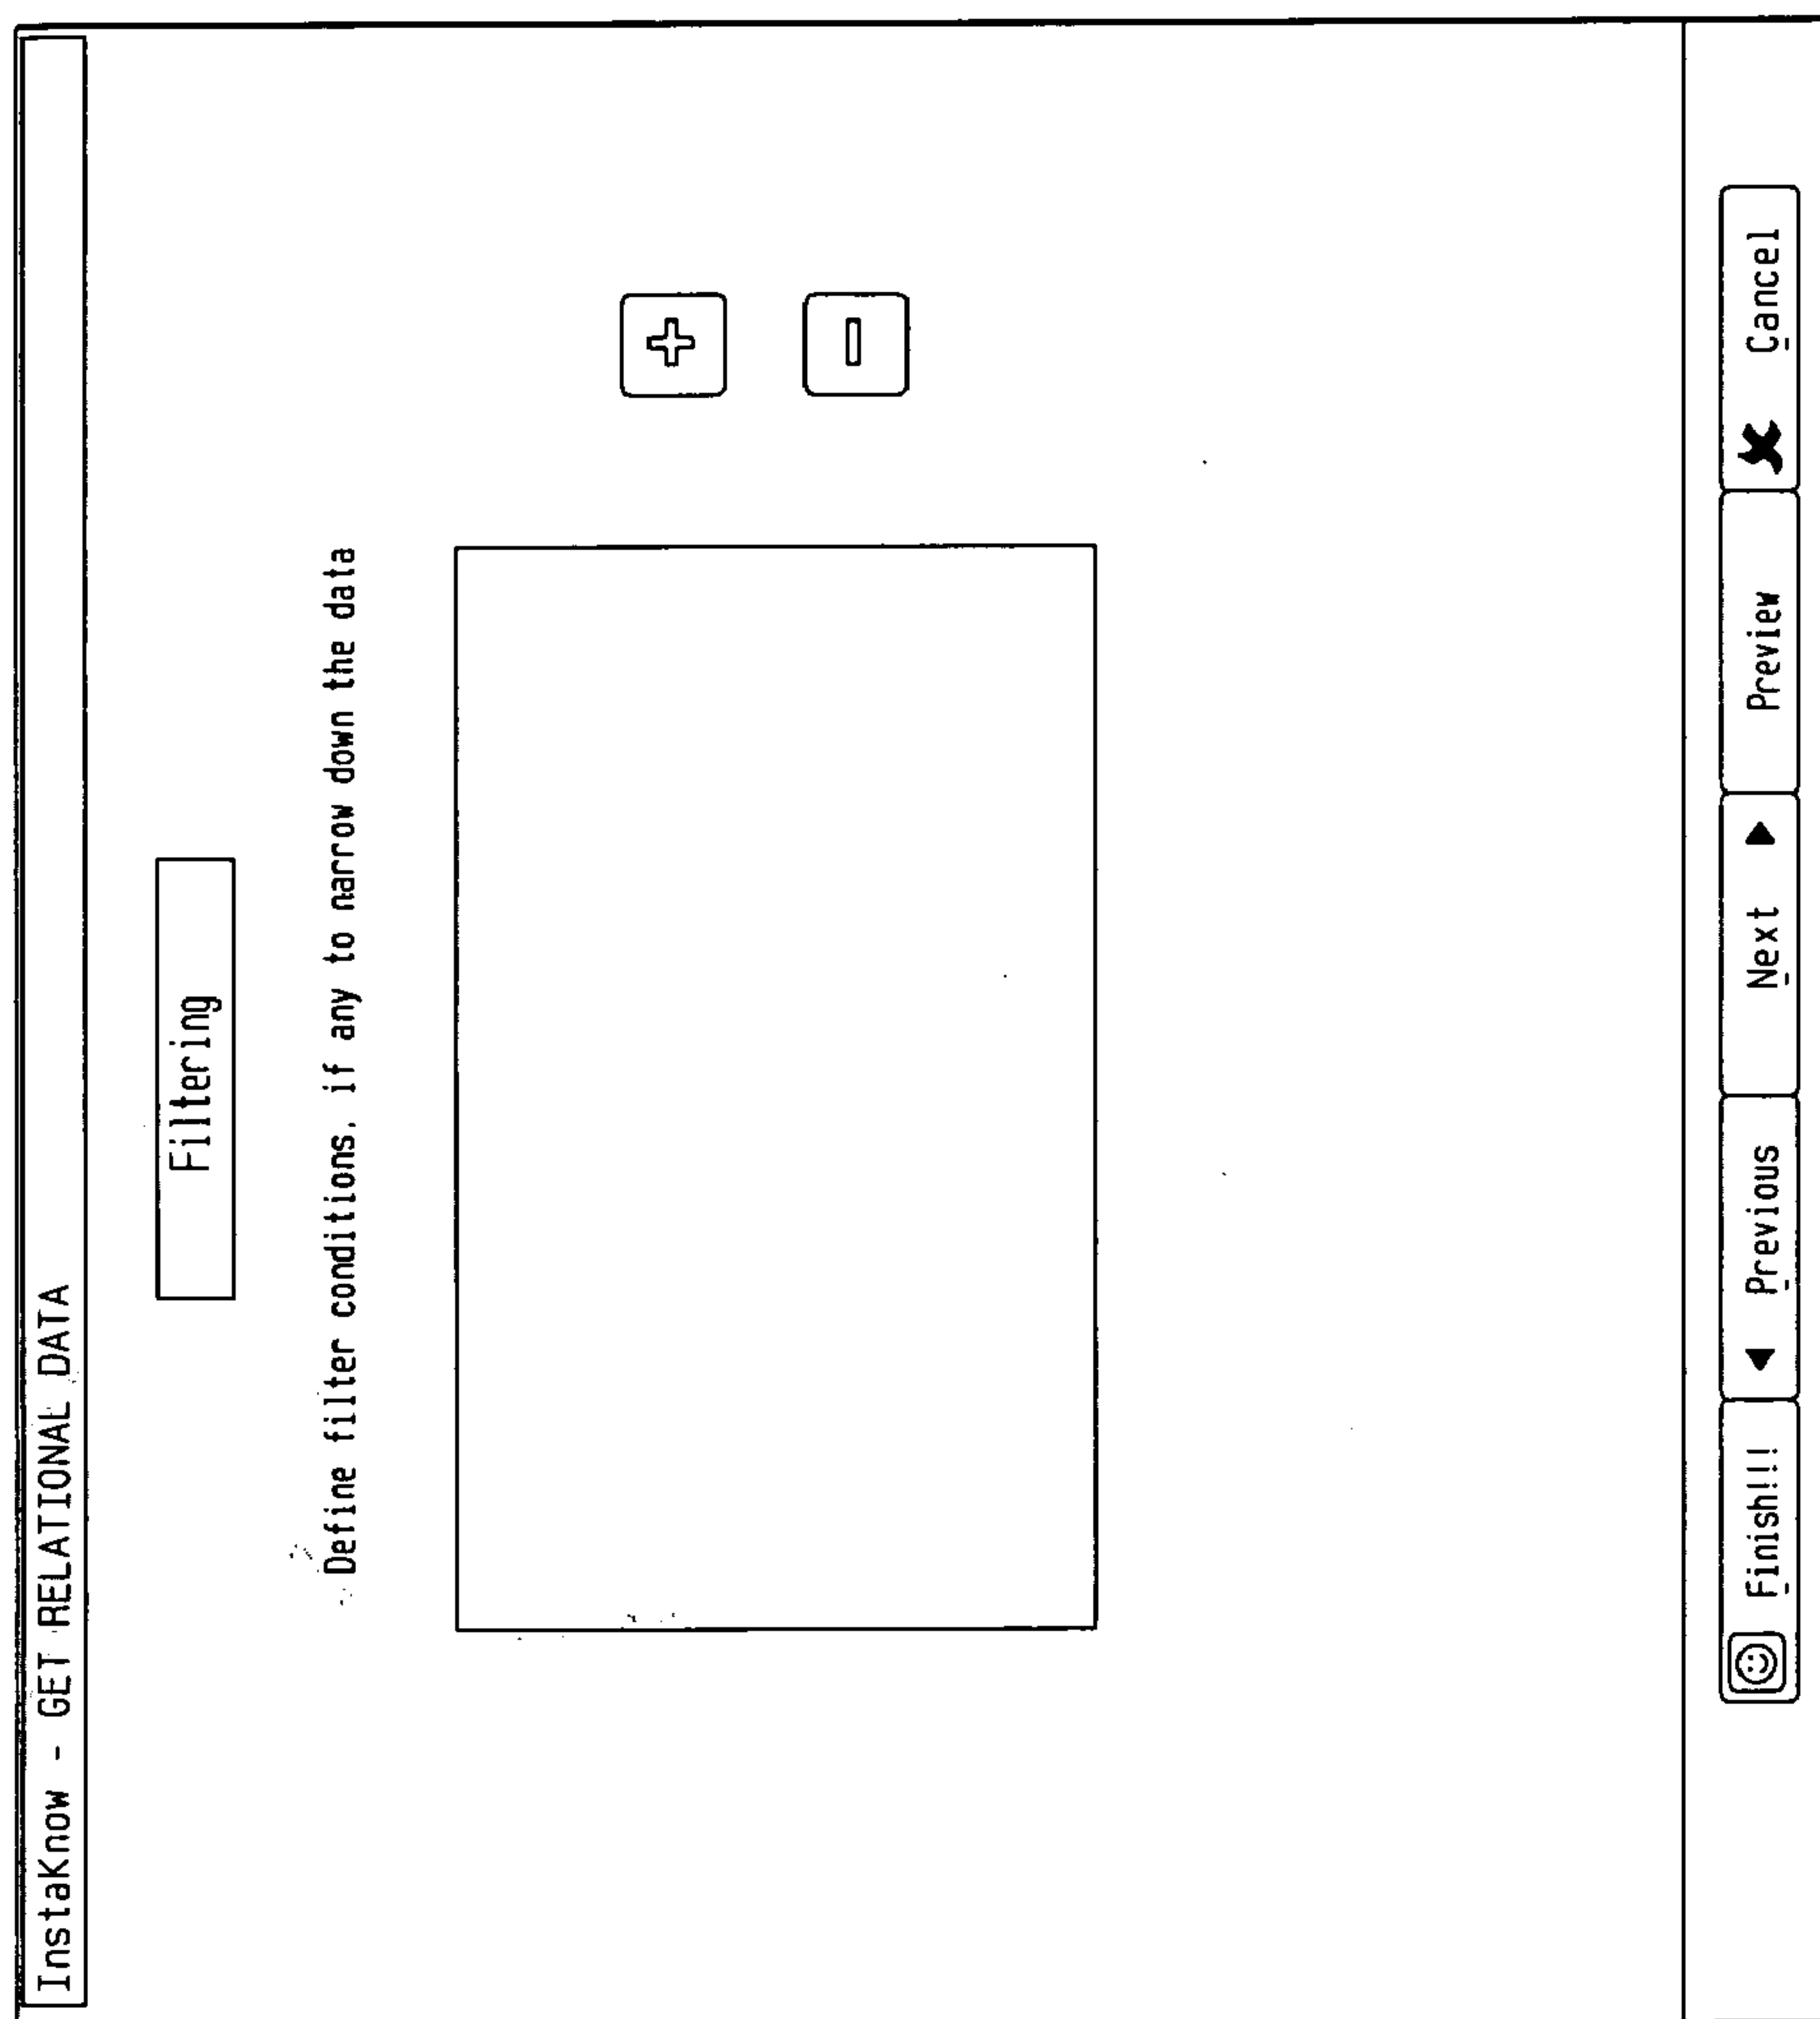 InstaKnow - GET RELATIONAL DATA
Filtering
Define filter conditions, if any to narrow down the data
+
-
Finish!!! Previous Next Preview Cancel